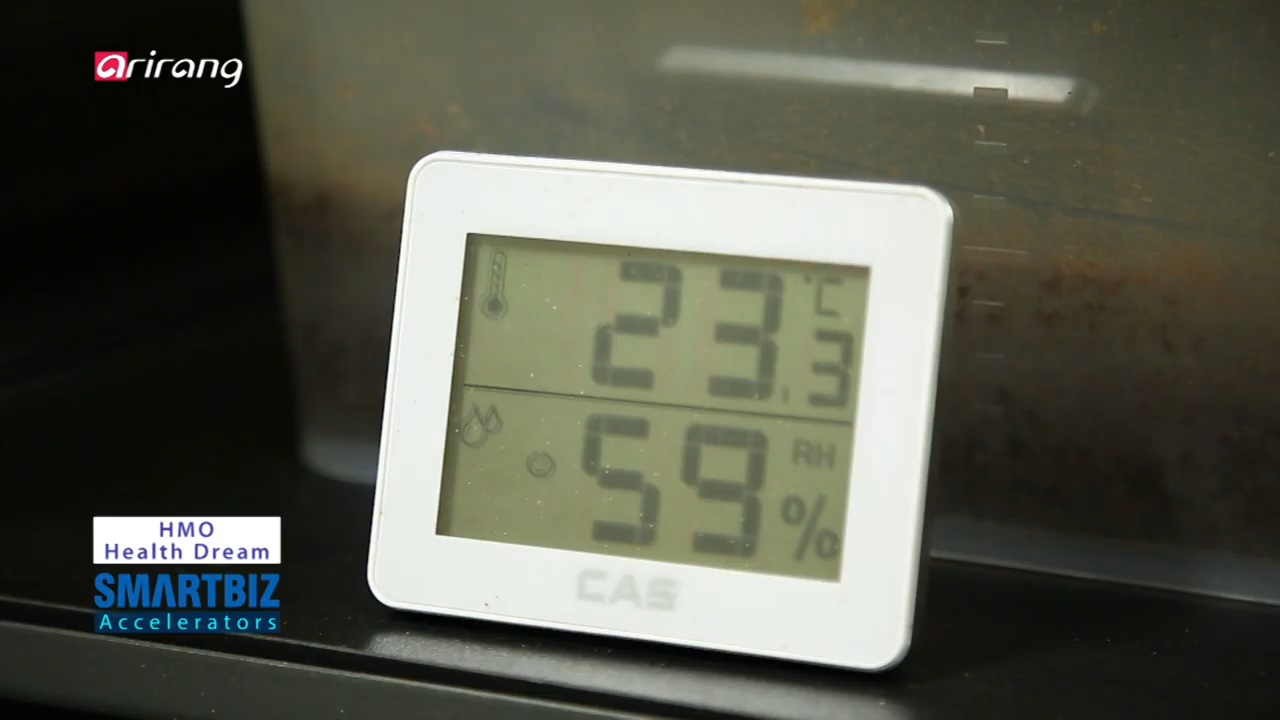 arirang
23.3 °C
59 RH %
CAS
HMO
Health Dream
SMARTBIZ
Accelerators